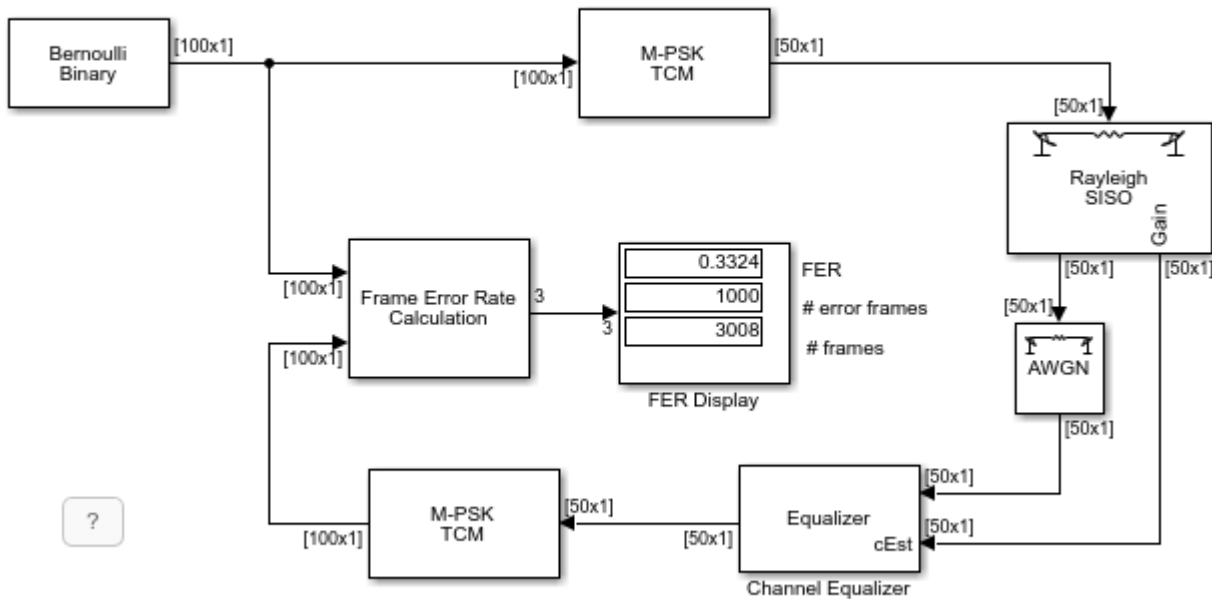 Bernoulli
Binary
[100x1]
[100x1]
M-PSK
TCM
[50x1]
[50x1]
Rayleigh
SISO
Gain
[50x1]
[50x1]
[50x1]
AWGN
[50x1]
[100x1]
[100x1]
Frame Error Rate
Calculation
3
3
0.3324
1000
3008
FER
# error frames
# frames
FER Display
[50x1]
[50x1]
Equalizer
cEst
Channel Equalizer
[50x1]
[50x1]
M-PSK
TCM
[100x1]
?